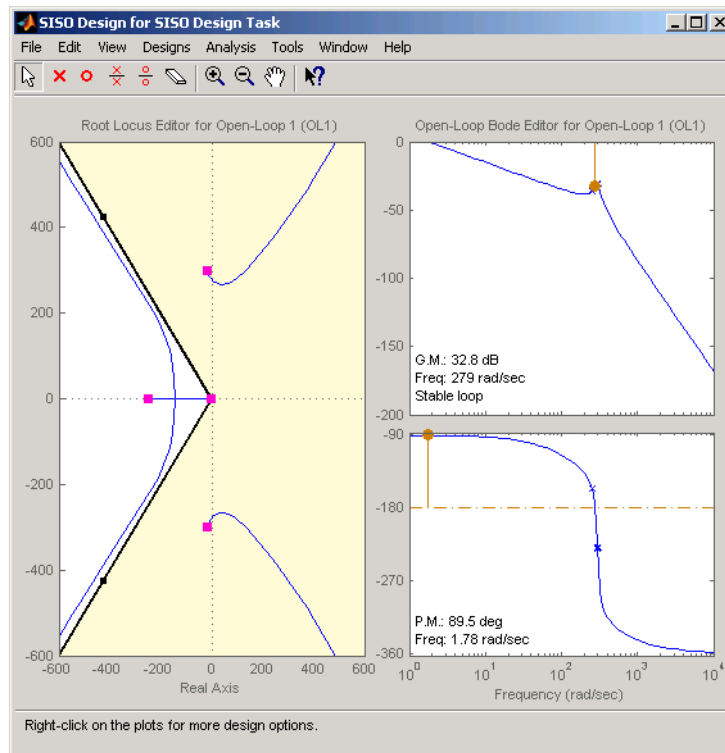 SISO Design for SISO Design Task
File Edit View Designs Analysis Tools Window Help
Root Locus Editor for Open-Loop 1 (OL1)
600
400
200
0
-200
-400
-600
-600 -400 -200 0 200 400 600
Real Axis
Open-Loop Bode Editor for Open-Loop 1 (OL1)
0
-50
-100
-150
-200
G.M.: 32.8 dB
Freq: 279 rad/sec
Stable loop
-90
-180
-270
-360
P.M.: 89.5 deg
Freq: 1.78 rad/sec
10^0 10^1 10^2 10^3 10^4
Frequency (rad/sec)
Right-click on the plots for more design options.